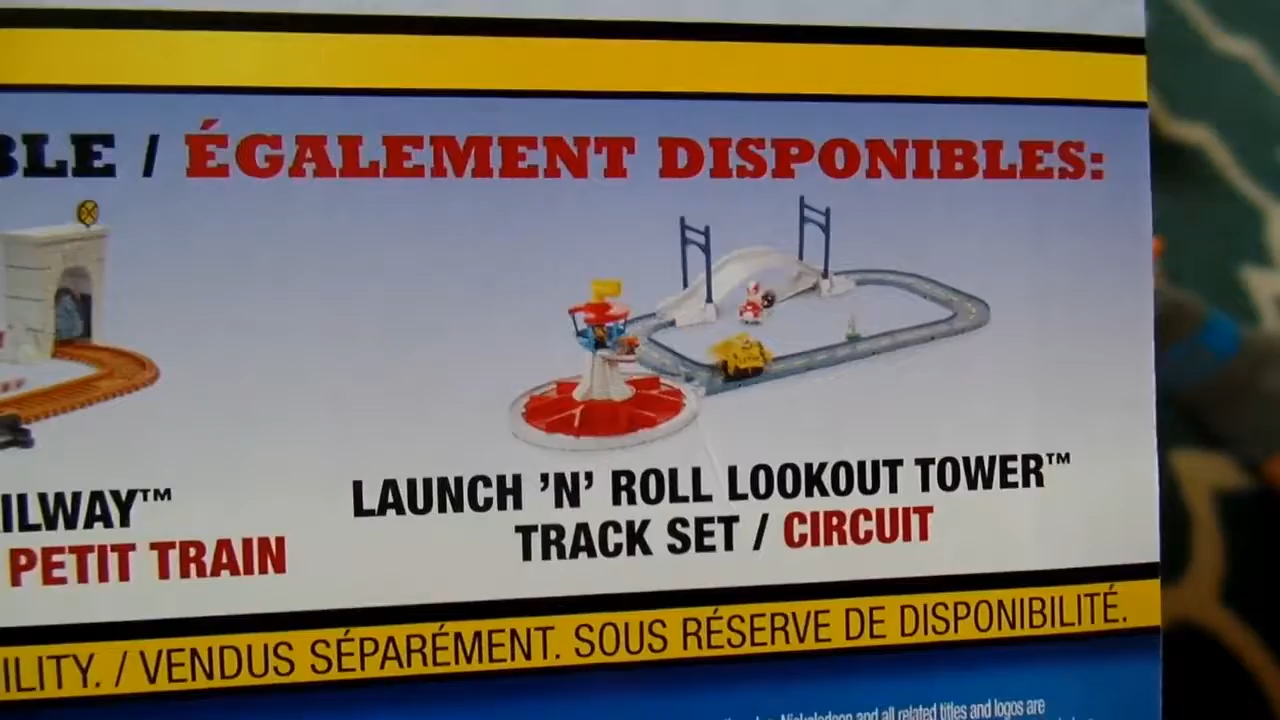 BLE / ÉGALEMENT DISPONIBLES:
ILWAY™
PETIT TRAIN
LAUNCH 'N' ROLL LOOKOUT TOWER™
TRACK SET / CIRCUIT
ILITY. / VENDUS SÉPARÉMENT. SOUS RÉSERVE DE DISPONIBILITÉ.
Nickelodeon and all related titles and logos are